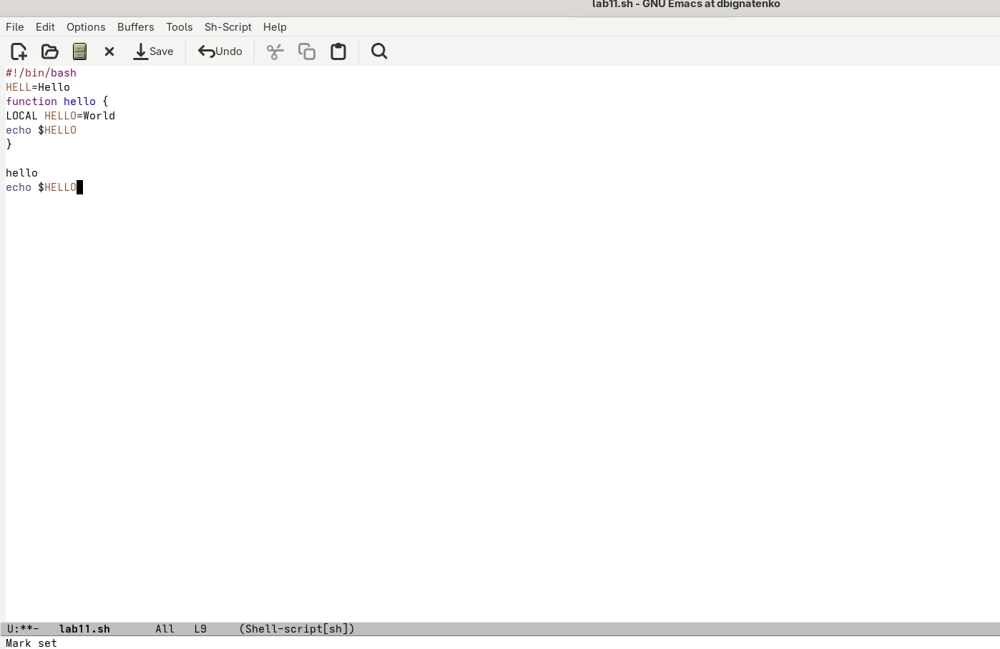 lab11.sh - GNU Emacs at dbignatenko
File Edit Options Buffers Tools Sh-Script Help
Save Undo
#!/bin/bash
HELL=Hello
function hello {
LOCAL HELLO=World
echo $HELLO
}
hello
echo $HELLO
U:**-  lab11.sh  All  L9  (Shell-script[sh])
Mark set